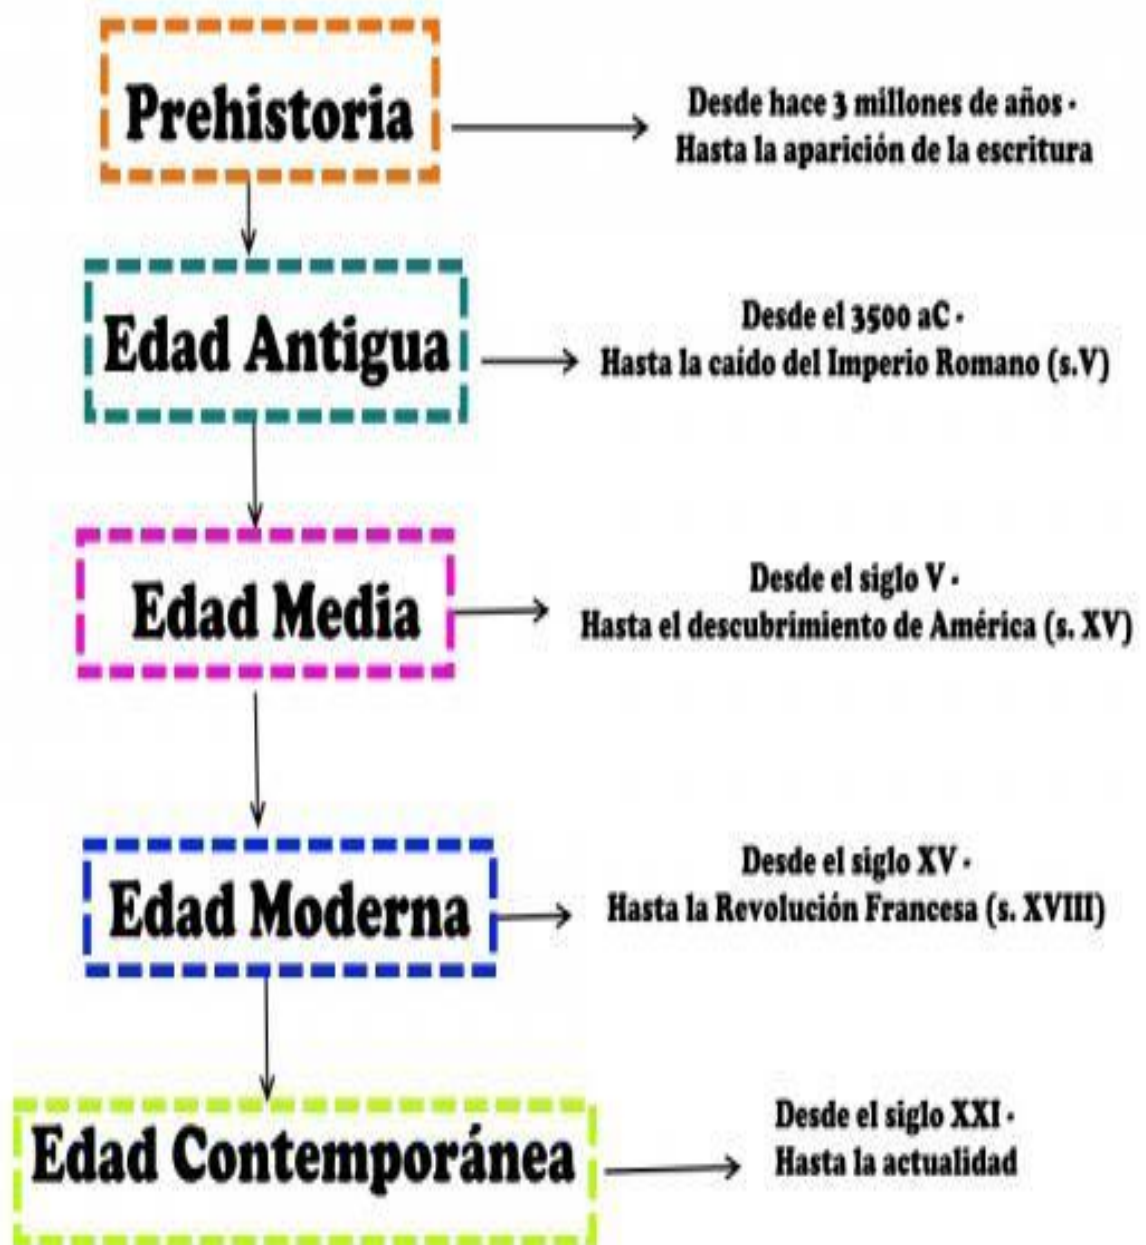 Prehistoria
Desde hace 3 millones de años -
Hasta la aparición de la escritura
Edad Antigua
Desde el 3500 aC -
Hasta la caído del Imperio Romano (s.V)
Edad Media
Desde el siglo V -
Hasta el descubrimiento de América (s. XV)
Edad Moderna
Desde el siglo XV -
Hasta la Revolución Francesa (s. XVIII)
Edad Contemporánea
Desde el siglo XXI -
Hasta la actualidad